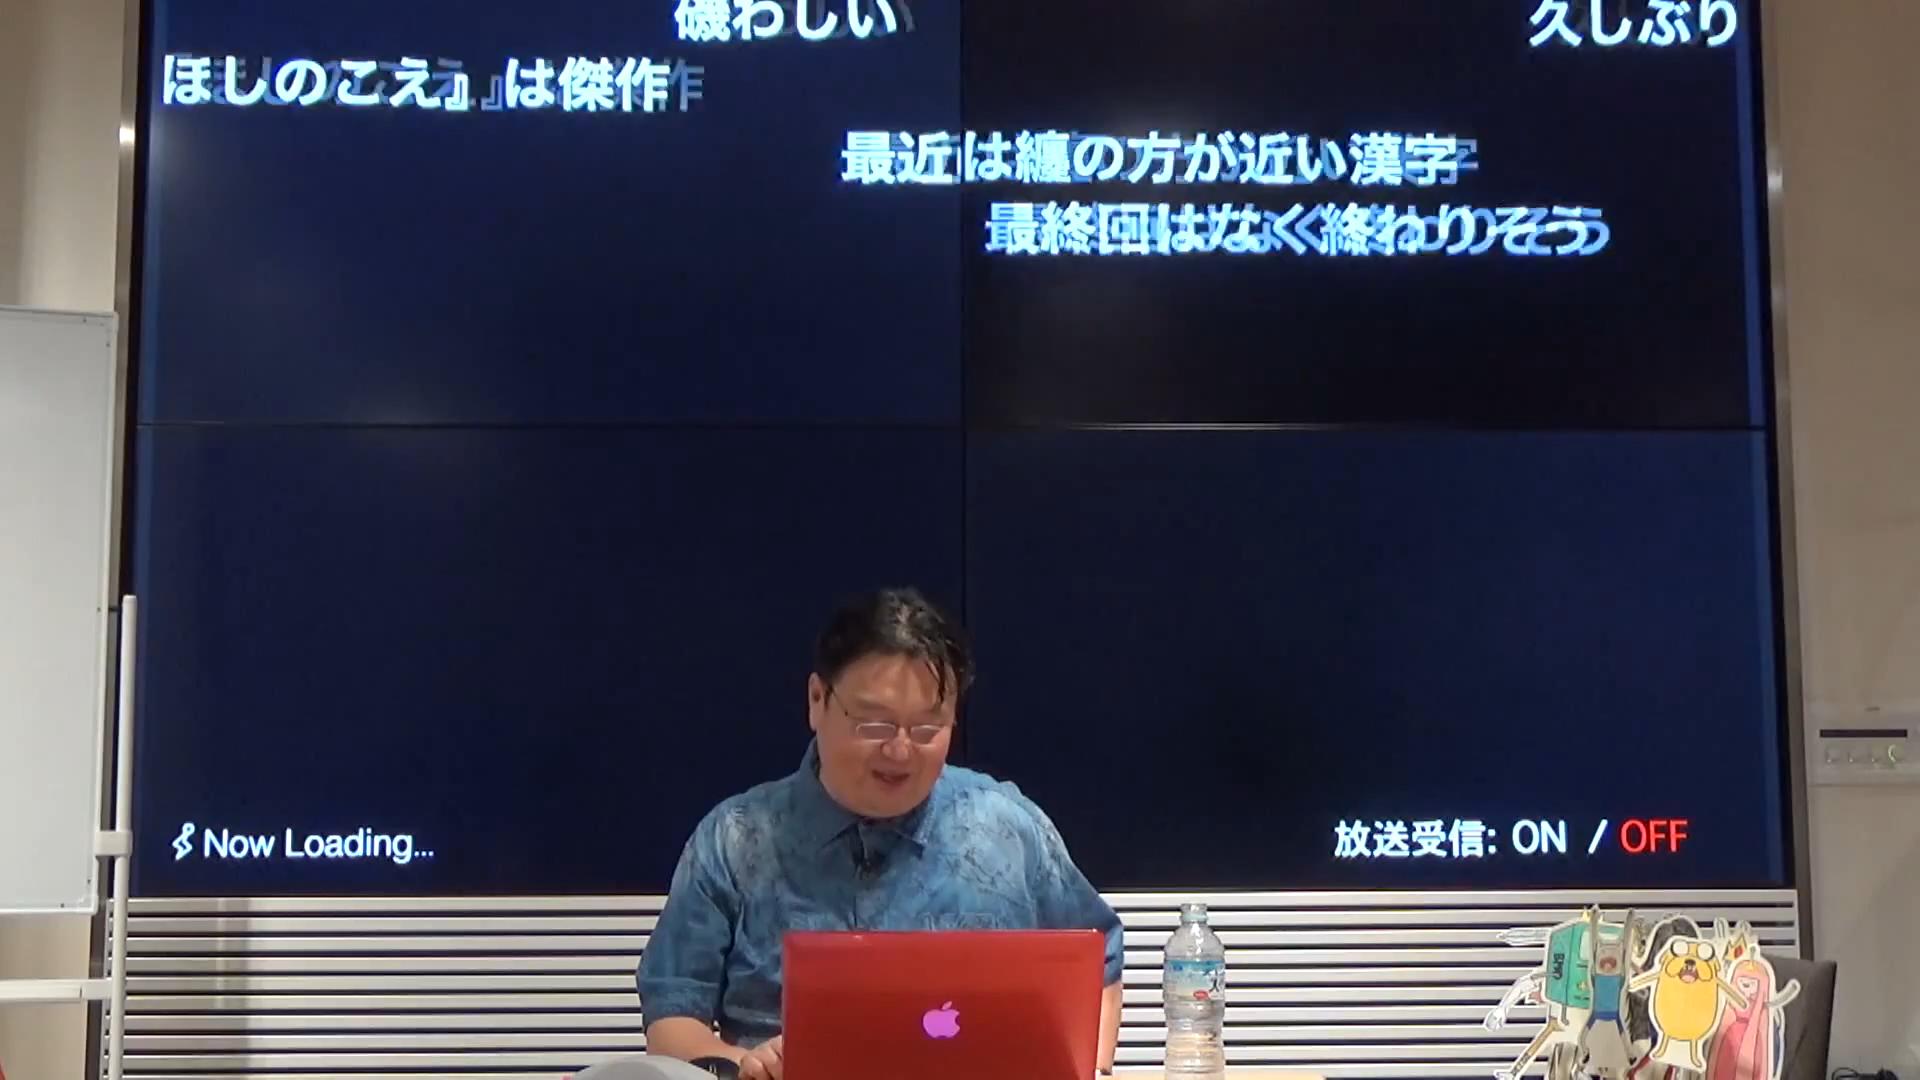 磯わしい
久しぶり
ほしのこえ』は傑作
最近は纏の方が近い漢字
最終回はなく終わりそう
Now Loading...
放送受信: ON / OFF
BMO